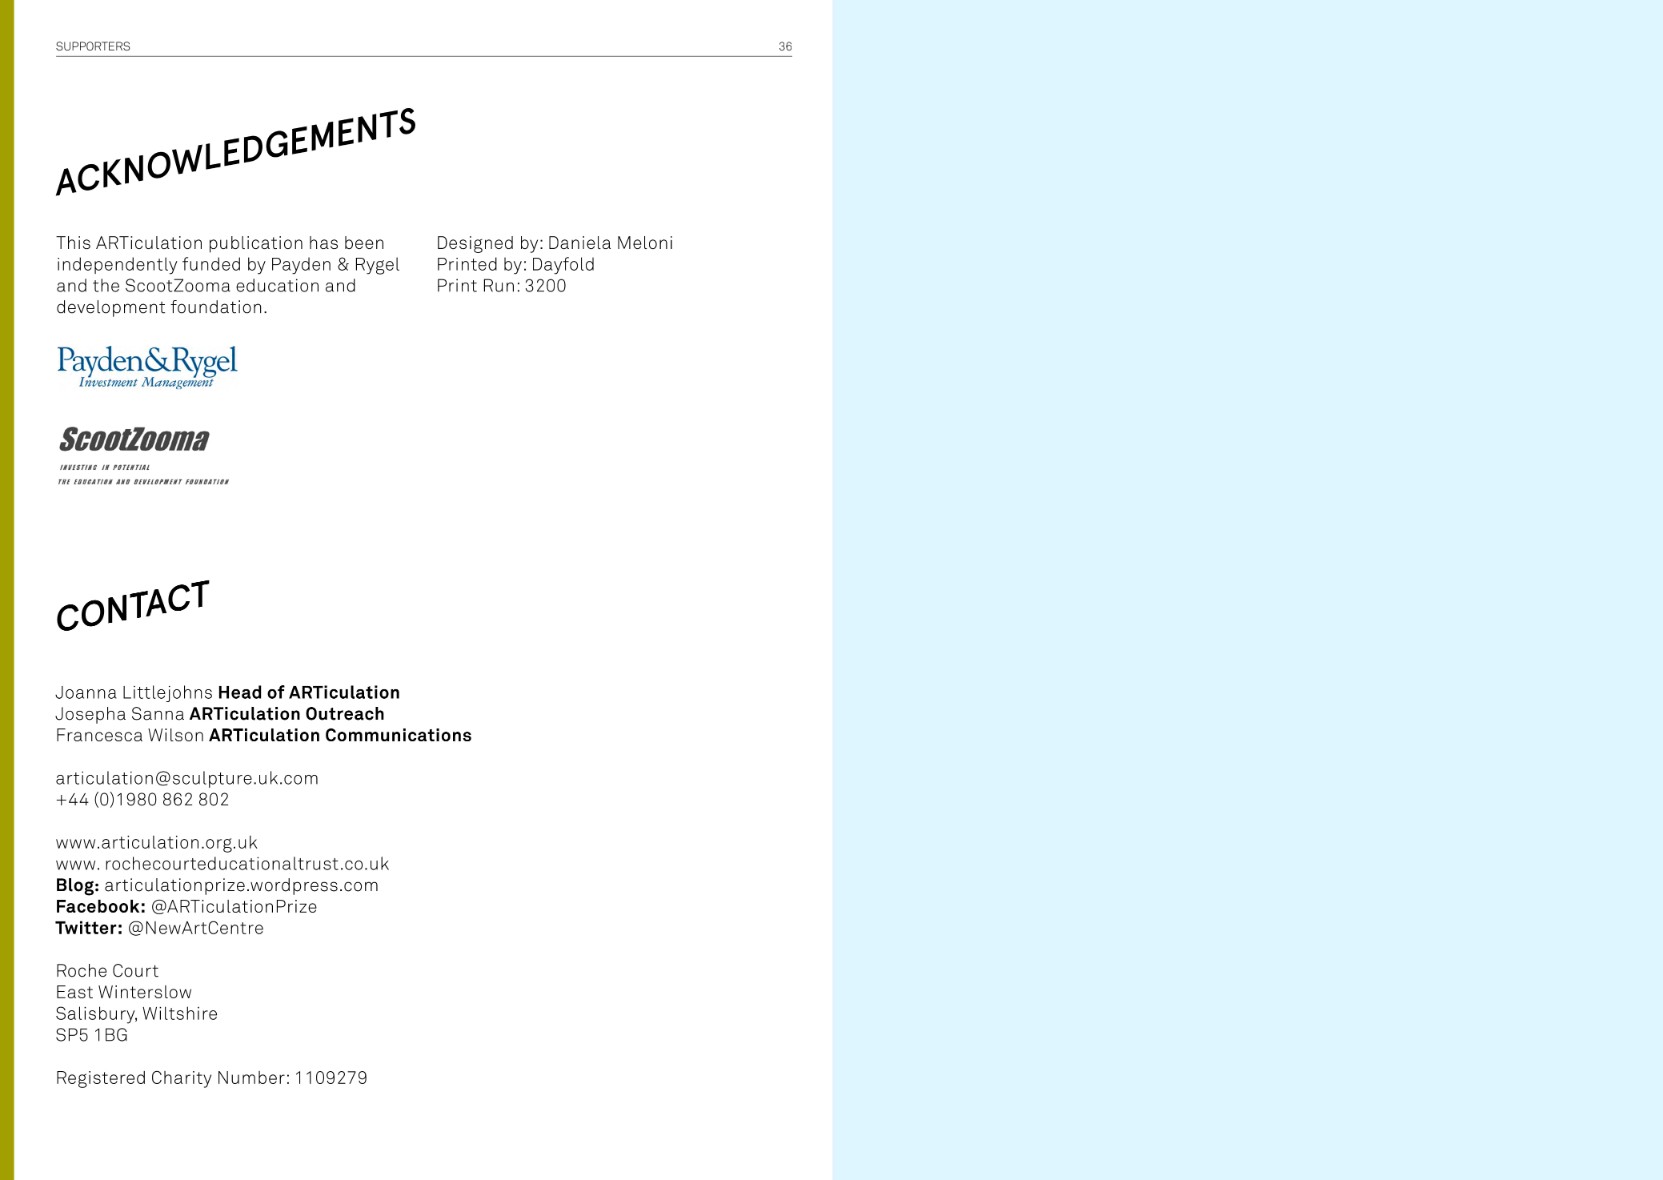 SUPPORTERS
36
ACKNOWLEDGEMENTS
This ARTiculation publication has been
independently funded by Payden & Rygel
and the ScootZooma education and
development foundation.
Designed by: Daniela Meloni
Printed by: Dayfold
Print Run: 3200
Payden&Rygel
Investment Management
ScootZooma
INVESTING IN POTENTIAL
THE EDUCATION AND DEVELOPMENT FOUNDATION
CONTACT
Joanna Littlejohns Head of ARTiculation
Josepha Sanna ARTiculation Outreach
Francesca Wilson ARTiculation Communications
articulation@sculpture.uk.com
+44 (0)1980 862 802
www.articulation.org.uk
www. rochecourteducationaltrust.co.uk
Blog: articulationprize.wordpress.com
Facebook: @ARTiculationPrize
Twitter: @NewArtCentre
Roche Court
East Winterslow
Salisbury, Wiltshire
SP5 1BG
Registered Charity Number: 1109279